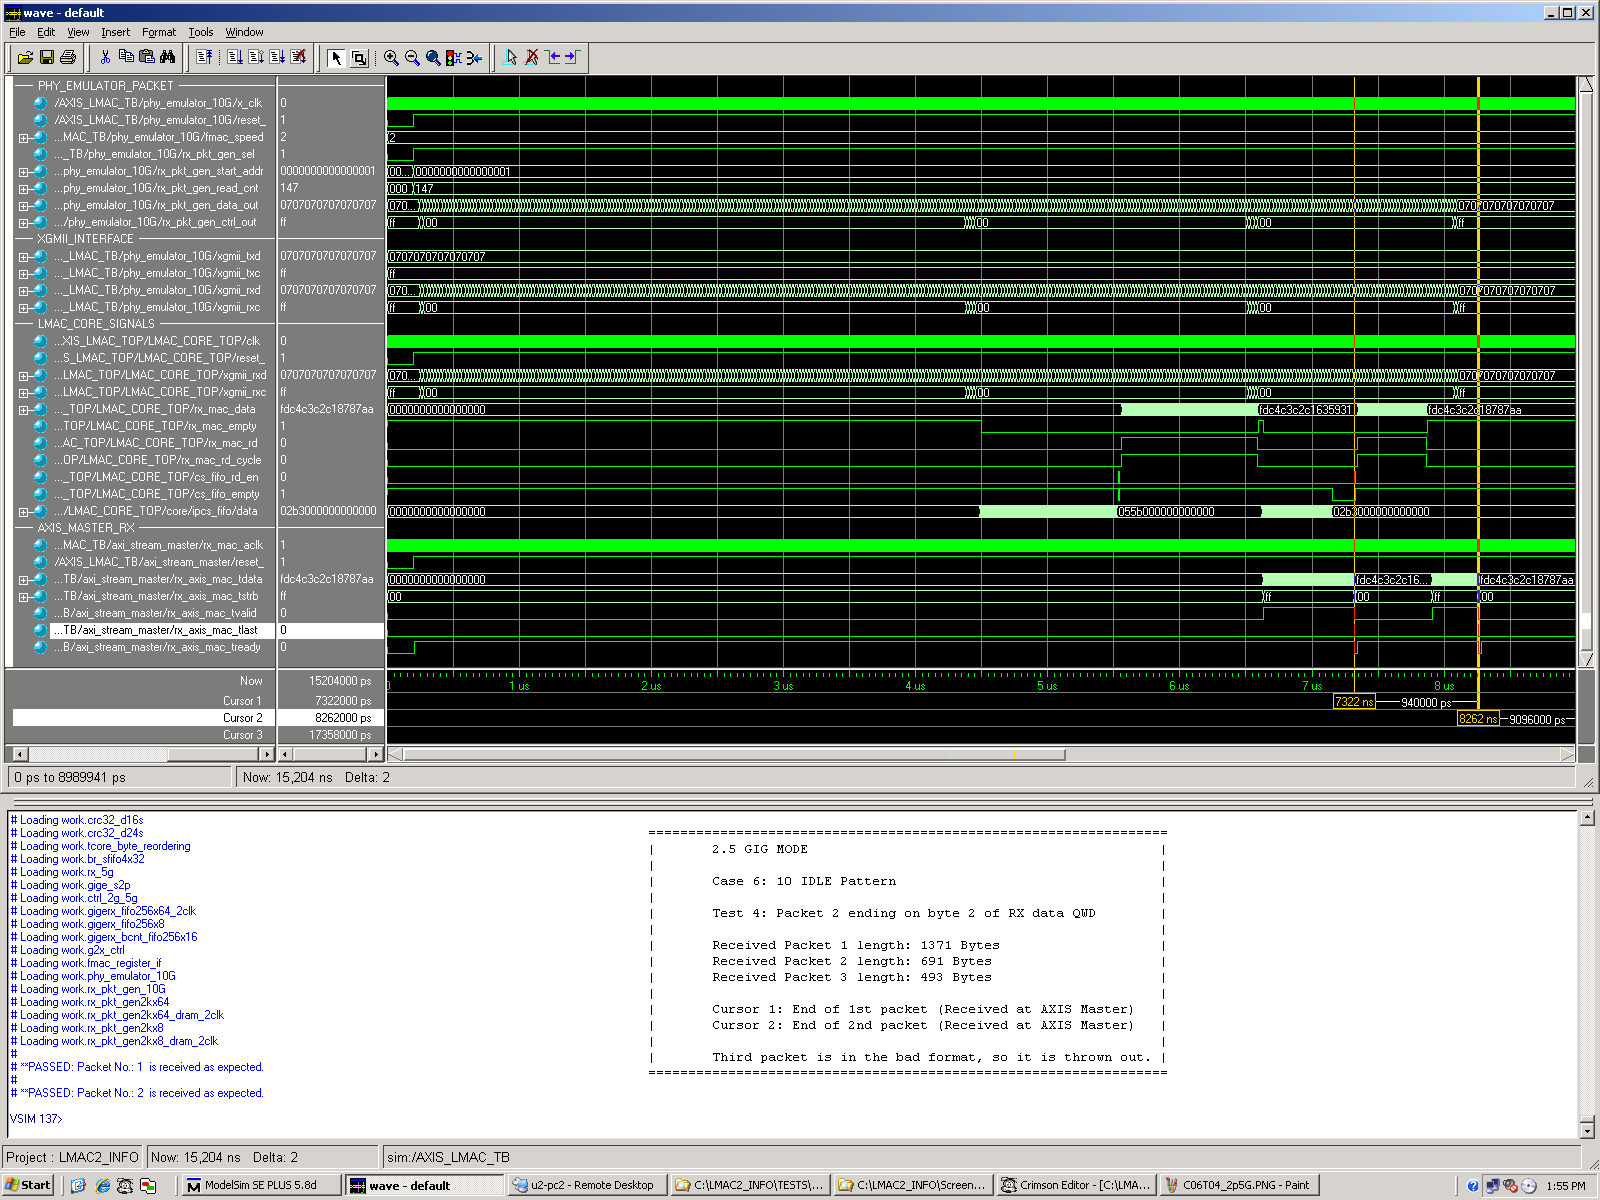 wave - default
File Edit View Insert Format Tools Window
PHY_EMULATOR_PACKET
/AXIS_LMAC_TB/phy_emulator_10G/x_clk 0
/AXIS_LMAC_TB/phy_emulator_10G/reset_ 1
...MAC_TB/phy_emulator_10G/fmac_speed 2 2
..._TB/phy_emulator_10G/rx_pkt_gen_sel 1
...phy_emulator_10G/rx_pkt_gen_start_addr 0000000000000001 00... 0000000000000001
...phy_emulator_10G/rx_pkt_gen_read_cnt 147 000 147
...phy_emulator_10G/rx_pkt_gen_data_out 0707070707070707 070... 0707070707070707
.../phy_emulator_10G/rx_pkt_gen_ctrl_out ff ff 00 00 00 ff
XGMII_INTERFACE
..._LMAC_TB/phy_emulator_10G/xgmii_txd 0707070707070707 0707070707070707
..._LMAC_TB/phy_emulator_10G/xgmii_txc ff ff
..._LMAC_TB/phy_emulator_10G/xgmii_rxd 0707070707070707 070... 0707070707070707
..._LMAC_TB/phy_emulator_10G/xgmii_rxc ff ff 00 00 00 ff
LMAC_CORE_SIGNALS
...XIS_LMAC_TOP/LMAC_CORE_TOP/clk 0
...S_LMAC_TOP/LMAC_CORE_TOP/reset_ 1
...LMAC_TOP/LMAC_CORE_TOP/xgmii_rxd 0707070707070707 070... 0707070707070707
...LMAC_TOP/LMAC_CORE_TOP/xgmii_rxc ff ff 00 00 00 ff
..._TOP/LMAC_CORE_TOP/rx_mac_data fdc4c3c2c18787aa 0000000000000000 fdc4c3c2c1635931 fdc4c3c2c18787aa
...TOP/LMAC_CORE_TOP/rx_mac_empty 1
...AC_TOP/LMAC_CORE_TOP/rx_mac_rd 0
...OP/LMAC_CORE_TOP/rx_mac_rd_cycle 0
..._TOP/LMAC_CORE_TOP/cs_fifo_rd_en 0
..._TOP/LMAC_CORE_TOP/cs_fifo_empty 1
.../LMAC_CORE_TOP/core/ipcs_fifo/data 02b3000000000000 0000000000000000 055b000000000000 02b3000000000000
AXIS_MASTER_RX
...MAC_TB/axi_stream_master/rx_mac_aclk 1
/AXIS_LMAC_TB/axi_stream_master/reset_ 1
...TB/axi_stream_master/rx_axis_mac_tdata fdc4c3c2c18787aa 0000000000000000 fdc4c3c2c16... fdc4c3c2c18787aa
...TB/axi_stream_master/rx_axis_mac_tstrb ff 00 ff 00 ff 00
...B/axi_stream_master/rx_axis_mac_tvalid 0
...TB/axi_stream_master/rx_axis_mac_tlast 0
...B/axi_stream_master/rx_axis_mac_tready 0
Now 15204000 ps 0 1 us 2 us 3 us 4 us 5 us 6 us 7 us 8 us
Cursor 1 7322000 ps 7322 ns 940000 ps
Cursor 2 8262000 ps 8262 ns 9096000 ps
Cursor 3 17358000 ps
0 ps to 8989941 ps Now: 15,204 ns Delta: 2
# Loading work.crc32_d16s
# Loading work.crc32_d24s
# Loading work.tcore_byte_reordering
# Loading work.br_sfifo4x32
# Loading work.rx_5g
# Loading work.gige_s2p
# Loading work.ctrl_2g_5g
# Loading work.gigerx_fifo256x64_2clk
# Loading work.gigerx_fifo256x8
# Loading work.gigerx_bcnt_fifo256x16
# Loading work.g2x_ctrl
# Loading work.fmac_register_if
# Loading work.phy_emulator_10G
# Loading work.rx_pkt_gen_10G
# Loading work.rx_pkt_gen2kx64
# Loading work.rx_pkt_gen2kx64_dram_2clk
# Loading work.rx_pkt_gen2kx8
# Loading work.rx_pkt_gen2kx8_dram_2clk
#
# **PASSED: Packet No.: 1 is received as expected.
#
# **PASSED: Packet No.: 2 is received as expected.
VSIM 137>
=================================================================
| 2.5 GIG MODE |
| |
| Case 6: 10 IDLE Pattern |
| |
| Test 4: Packet 2 ending on byte 2 of RX data QWD |
| |
| Received Packet 1 length: 1371 Bytes |
| Received Packet 2 length: 691 Bytes |
| Received Packet 3 length: 493 Bytes |
| |
| Cursor 1: End of 1st packet (Received at AXIS Master) |
| Cursor 2: End of 2nd packet (Received at AXIS Master) |
| |
| Third packet is in the bad format, so it is thrown out. |
=================================================================
Project : LMAC2_INFO Now: 15,204 ns Delta: 2 sim:/AXIS_LMAC_TB
Start ModelSim SE PLUS 5.8d wave - default u2-pc2 - Remote Desktop C:\LMAC2_INFO\TESTS\... C:\LMAC2_INFO\Screen... Crimson Editor - [C:\LMA... C06T04_2p5G.PNG - Paint 1:55 PM